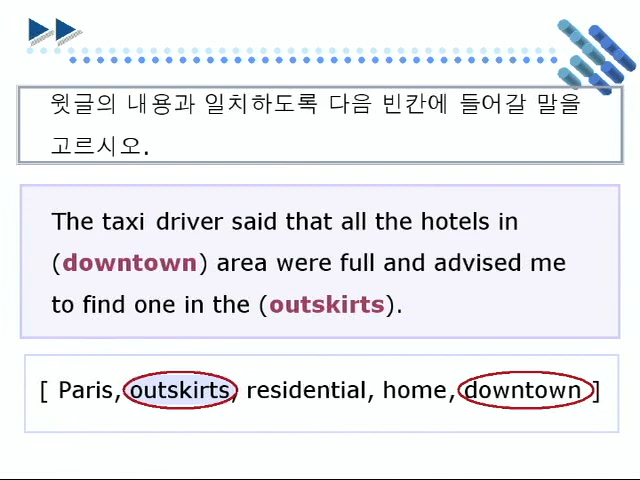 윗글의 내용과 일치하도록 다음 빈칸에 들어갈 말을
고르시오.
The taxi driver said that all the hotels in
(downtown) area were full and advised me
to find one in the (outskirts).
[ Paris, outskirts, residential, home, downtown ]